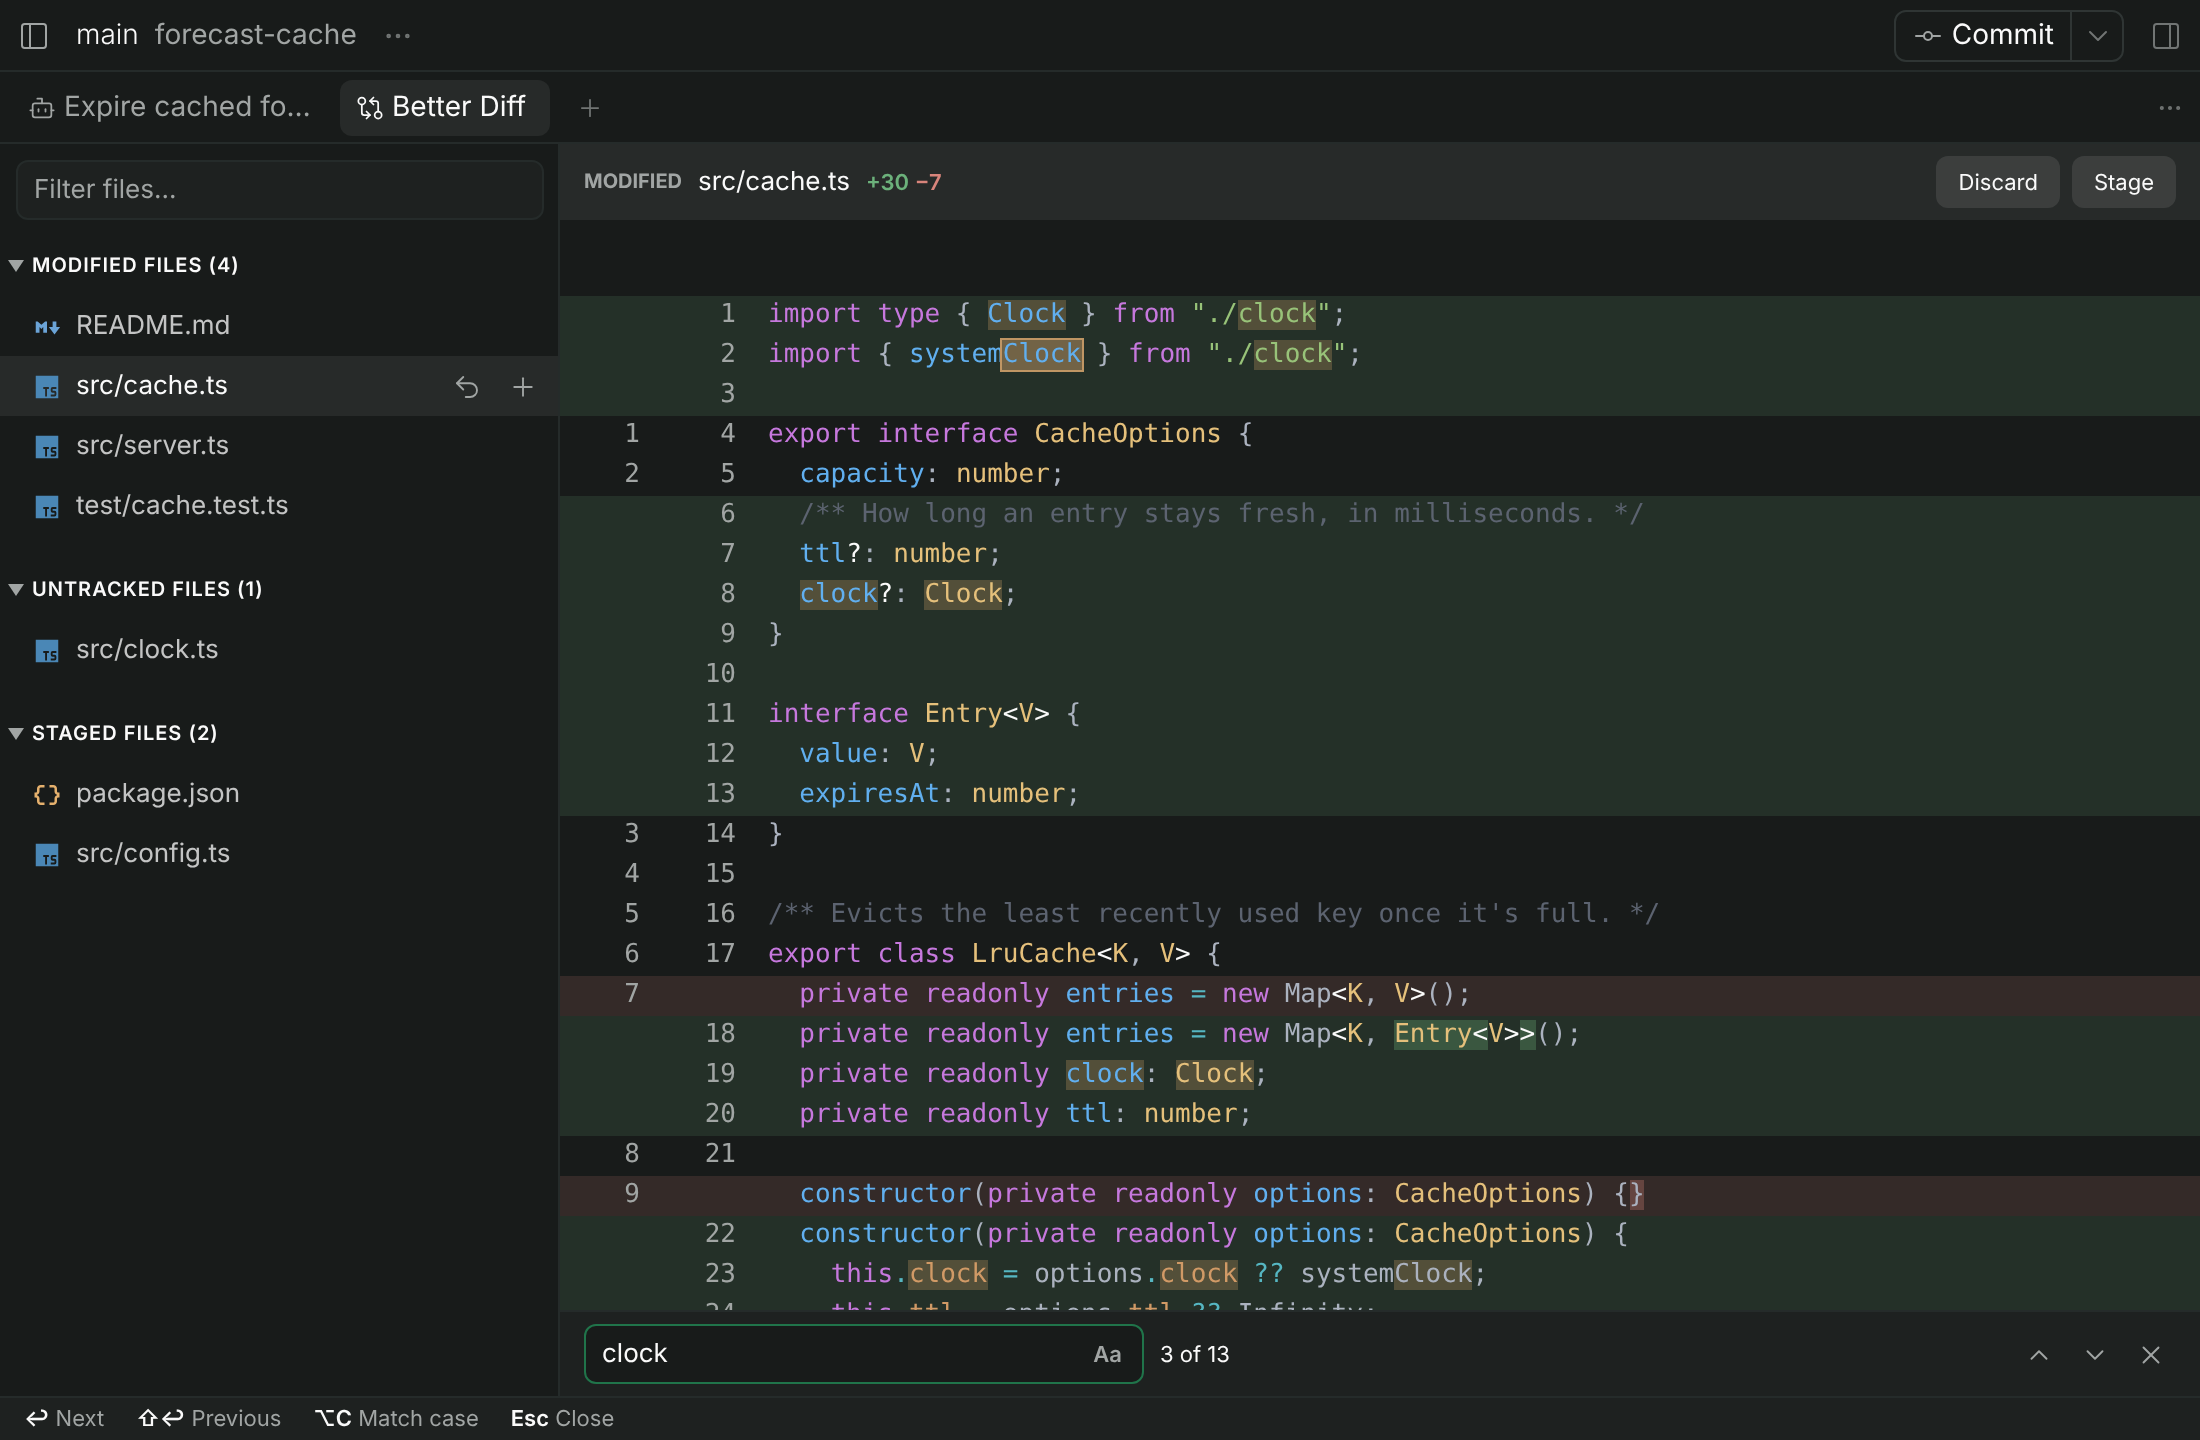 main forecast-cache ...
Commit
Expire cached fo...
Better Diff
Filter files...
MODIFIED FILES (4)
README.md
src/cache.ts
src/server.ts
test/cache.test.ts
UNTRACKED FILES (1)
src/clock.ts
STAGED FILES (2)
package.json
src/config.ts
MODIFIED src/cache.ts +30 −7
Discard
Stage
1 import type { Clock } from "./clock";
2 import { systemClock } from "./clock";
3
1 4 export interface CacheOptions {
2 5 capacity: number;
6 /** How long an entry stays fresh, in milliseconds. */
7 ttl?: number;
8 clock?: Clock;
9 }
10
11 interface Entry<V> {
12 value: V;
13 expiresAt: number;
3 14 }
4 15
5 16 /** Evicts the least recently used key once it's full. */
6 17 export class LruCache<K, V> {
7 private readonly entries = new Map<K, V>();
18 private readonly entries = new Map<K, Entry<V>>();
19 private readonly clock: Clock;
20 private readonly ttl: number;
8 21
9 constructor(private readonly options: CacheOptions) {}
22 constructor(private readonly options: CacheOptions) {
23 this.clock = options.clock ?? systemClock;
24 this.ttl = options.ttl ?? Infinity;
clock Aa 3 of 13
↩ Next ⇧↩ Previous ⌥C Match case Esc Close